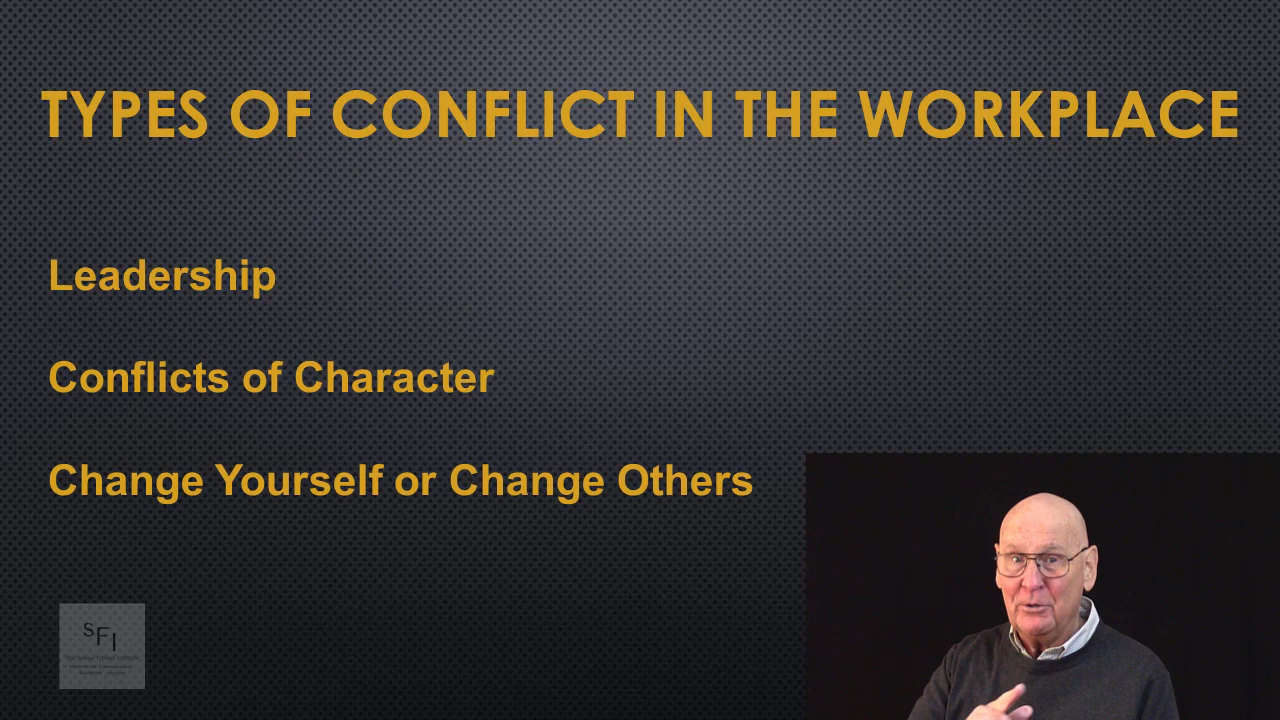 TYPES OF CONFLICT IN THE WORKPLACE
Leadership
Conflicts of Character
Change Yourself or Change Others
SFI